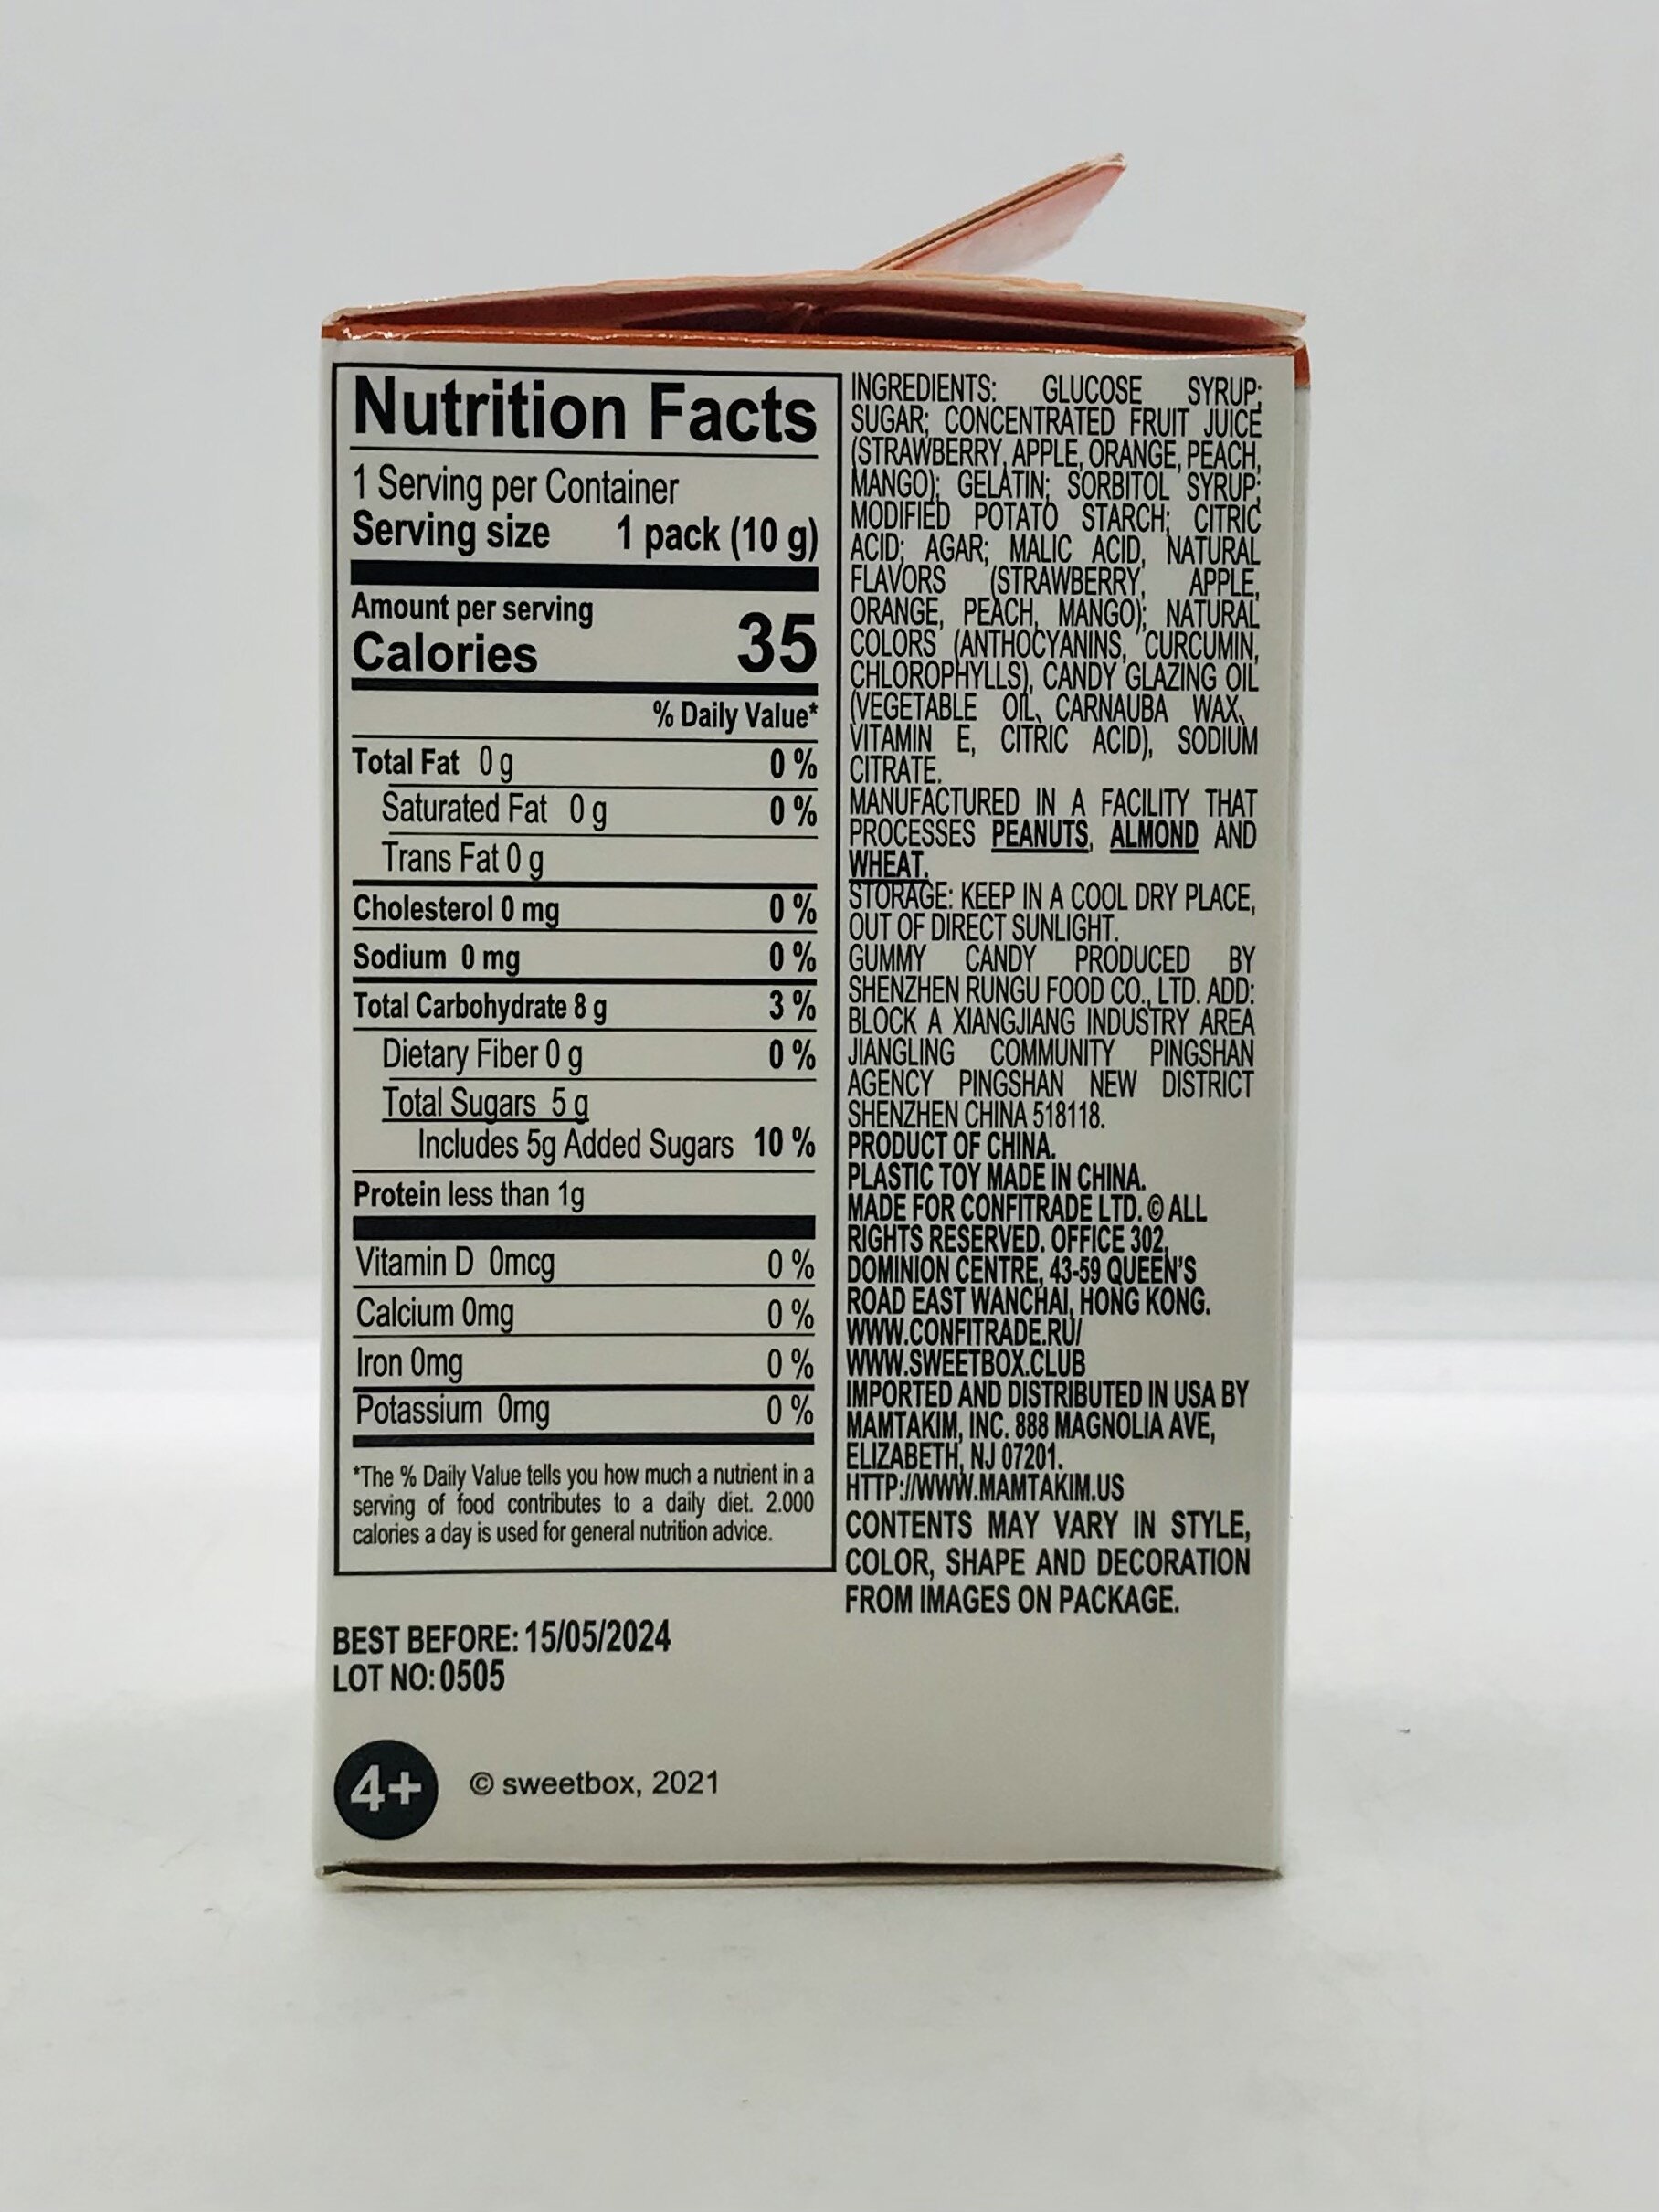 Nutrition Facts
1 Serving per Container
Serving size 1 pack (10 g)
Amount per serving
Calories 35
% Daily Value*
Total Fat 0 g 0 %
Saturated Fat 0 g 0 %
Trans Fat 0 g
Cholesterol 0 mg 0 %
Sodium 0 mg 0 %
Total Carbohydrate 8 g 3 %
Dietary Fiber 0 g 0 %
Total Sugars 5 g
Includes 5g Added Sugars 10 %
Protein less than 1g
Vitamin D 0mcg 0 %
Calcium 0mg 0 %
Iron 0mg 0 %
Potassium 0mg 0 %
*The % Daily Value tells you how much a nutrient in a
serving of food contributes to a daily diet. 2.000
calories a day is used for general nutrition advice.
BEST BEFORE: 15/05/2024
LOT NO: 0505
4+ © sweetbox, 2021
INGREDIENTS: GLUCOSE SYRUP;
SUGAR; CONCENTRATED FRUIT JUICE
(STRAWBERRY, APPLE, ORANGE, PEACH,
MANGO); GELATIN; SORBITOL SYRUP;
MODIFIED POTATO STARCH; CITRIC
ACID; AGAR; MALIC ACID, NATURAL
FLAVORS (STRAWBERRY, APPLE,
ORANGE, PEACH, MANGO); NATURAL
COLORS (ANTHOCYANINS, CURCUMIN,
CHLOROPHYLLS), CANDY GLAZING OIL
(VEGETABLE OIL, CARNAUBA WAX,
VITAMIN E, CITRIC ACID), SODIUM
CITRATE.
MANUFACTURED IN A FACILITY THAT
PROCESSES PEANUTS, ALMOND AND
WHEAT.
STORAGE: KEEP IN A COOL DRY PLACE,
OUT OF DIRECT SUNLIGHT.
GUMMY CANDY PRODUCED BY
SHENZHEN RUNGU FOOD CO., LTD. ADD:
BLOCK A XIANGJIANG INDUSTRY AREA
JIANGLING COMMUNITY PINGSHAN
AGENCY PINGSHAN NEW DISTRICT
SHENZHEN CHINA 518118.
PRODUCT OF CHINA.
PLASTIC TOY MADE IN CHINA.
MADE FOR CONFITRADE LTD. © ALL
RIGHTS RESERVED. OFFICE 302,
DOMINION CENTRE, 43-59 QUEEN'S
ROAD EAST WANCHAI, HONG KONG.
WWW.CONFITRADE.RU/
WWW.SWEETBOX.CLUB
IMPORTED AND DISTRIBUTED IN USA BY
MAMTAKIM, INC. 888 MAGNOLIA AVE,
ELIZABETH, NJ 07201.
HTTP://WWW.MAMTAKIM.US
CONTENTS MAY VARY IN STYLE,
COLOR, SHAPE AND DECORATION
FROM IMAGES ON PACKAGE.